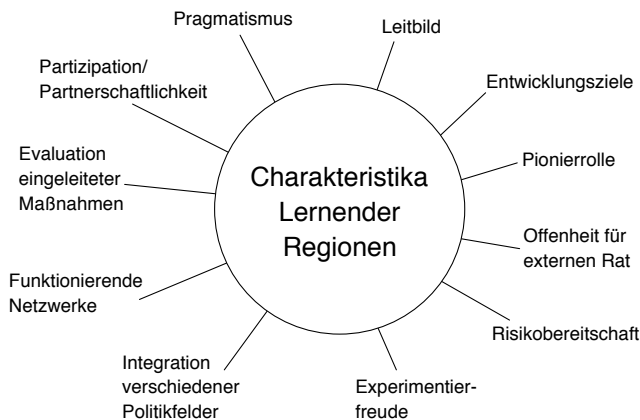 Pragmatismus
Leitbild
Entwicklungsziele
Pionierrolle
Offenheit für
externen Rat
Risikobereitschaft
Experimentier-
freude
Integration
verschiedener
Politikfelder
Funktionierende
Netzwerke
Evaluation
eingeleiteter
Maßnahmen
Partizipation/
Partnerschaftlichkeit
Charakteristika
Lernender
Regionen